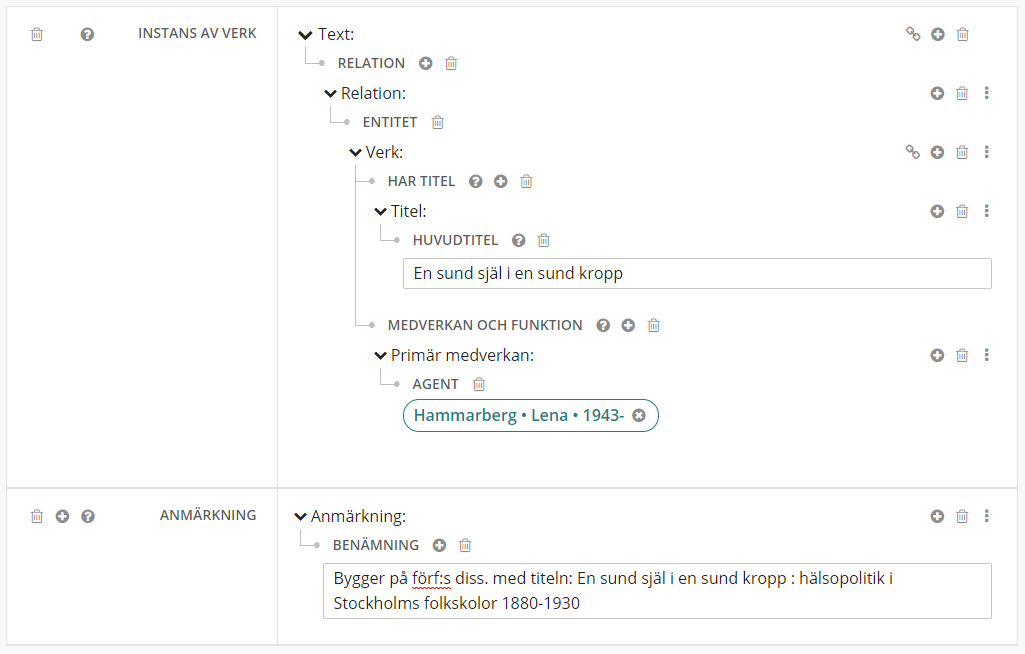 INSTANS AV VERK
Text:
RELATION
Relation:
ENTITET
Verk:
HAR TITEL
Titel:
HUVUDTITEL
En sund själ i en sund kropp
MEDVERKAN OCH FUNKTION
Primär medverkan:
AGENT
Hammarberg • Lena • 1943-
ANMÄRKNING
Anmärkning:
BENÄMNING
Bygger på förf:s diss. med titeln: En sund själ i en sund kropp : hälsopolitik i
Stockholms folkskolor 1880-1930